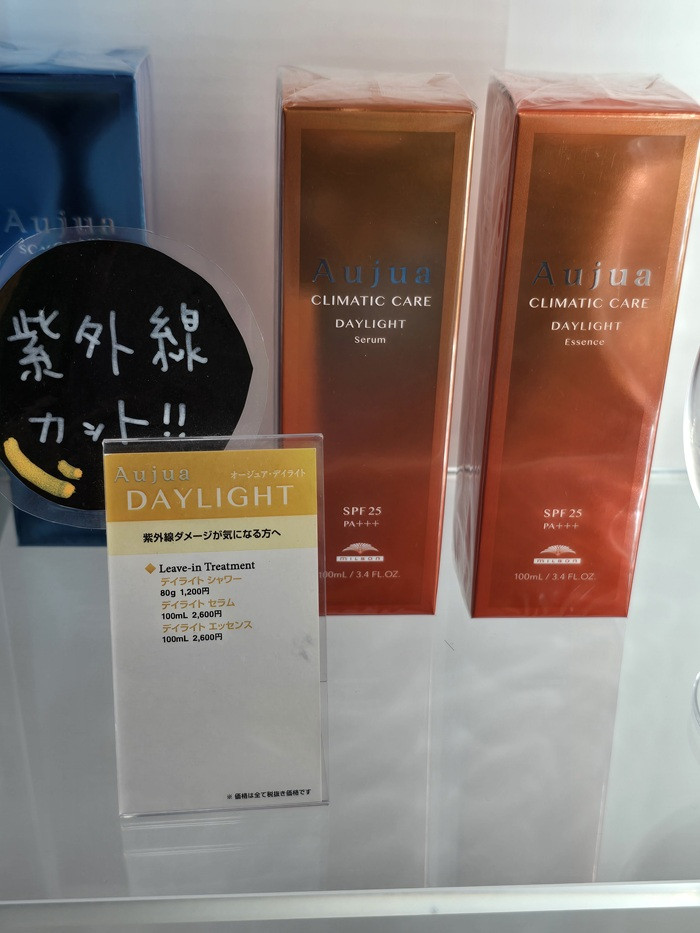 Aujua
紫外線
カット!!
Aujua
CLIMATIC CARE
DAYLIGHT
Serum
SPF 25
PA+++
milbon
100mL / 3.4 FL.OZ.
Aujua
CLIMATIC CARE
DAYLIGHT
Essence
SPF 25
PA+++
milbon
100mL / 3.4 FL.OZ.
Aujua オージュア・デイライト
DAYLIGHT
紫外線ダメージが気になる方へ
◆ Leave-in Treatment
デイライト シャワー
80g 1,200円
デイライト セラム
100mL 2,600円
デイライト エッセンス
100mL 2,600円
※ 価格は全て税抜き価格です